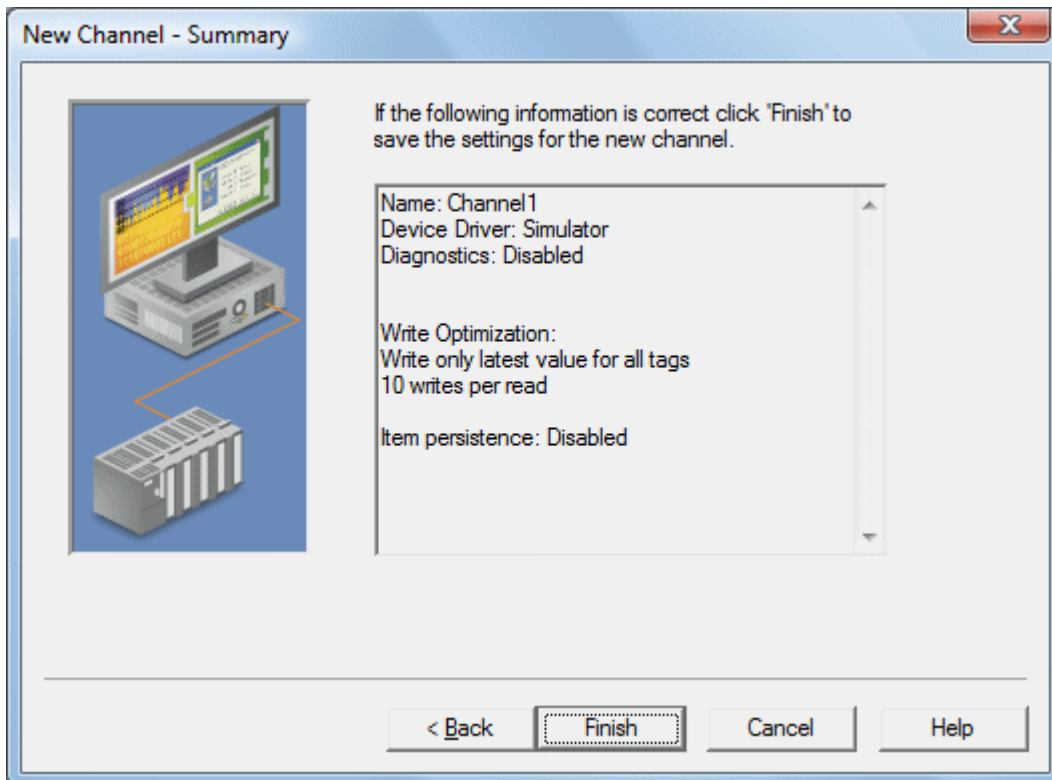 New Channel - Summary
If the following information is correct click 'Finish' to
save the settings for the new channel.
Name: Channel1
Device Driver: Simulator
Diagnostics: Disabled
Write Optimization:
Write only latest value for all tags
10 writes per read
Item persistence: Disabled
< Back Finish Cancel Help